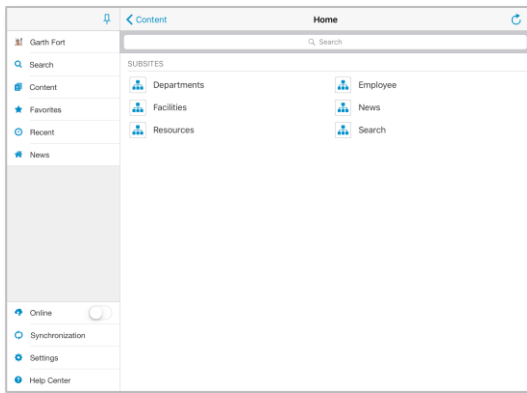 Content
Home
Search
Garth Fort
Search
Content
Favorites
Recent
News
SUBSITES
Departments
Employee
Facilities
News
Resources
Search
Online
Synchronization
Settings
Help Center